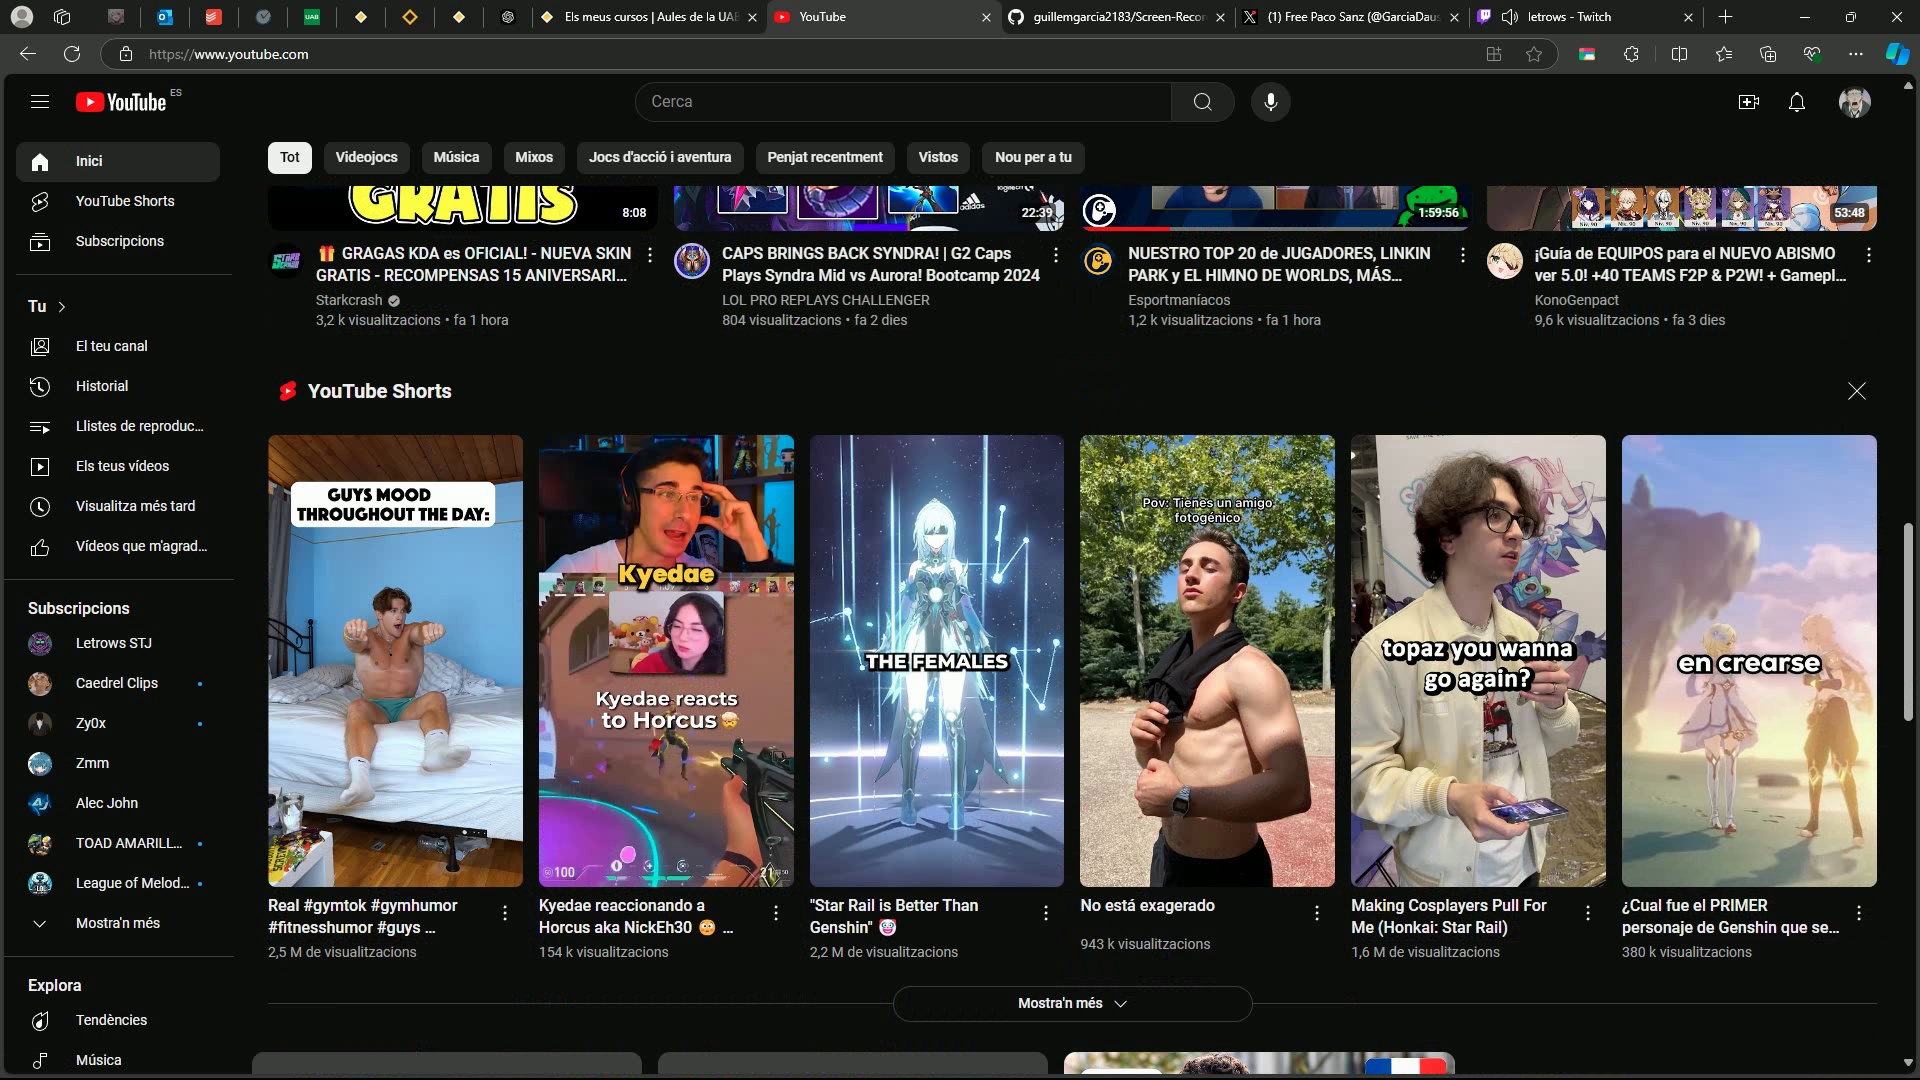 UAB
Els meus cursos | Aules de la UAB
YouTube
guillemgarcia2183/Screen-Recor
(1) Free Paco Sanz (@GarciaDaus
letrows - Twitch
https://www.youtube.com
YouTube
ES
Cerca
Tot
Videojocs
Música
Mixos
Jocs d'acció i aventura
Penjat recentment
Vistos
Nou per a tu
Inici
YouTube Shorts
Subscripcions
Tu
El teu canal
Historial
Llistes de reproduc...
Els teus vídeos
Visualitza més tard
Vídeos que m'agrad...
Subscripcions
Letrows STJ
Caedrel Clips
Zy0x
Zmm
Alec John
TOAD AMARILL...
League of Melod...
Mostra'n més
Explora
Tendències
Música
GRATIS
8:08
adidas
22:39
1:59:56
53:48
🎁 GRAGAS KDA es OFICIAL! - NUEVA SKIN
GRATIS - RECOMPENSAS 15 ANIVERSARI...
Starkcrash
3,2 k visualitzacions • fa 1 hora
CAPS BRINGS BACK SYNDRA! | G2 Caps
Plays Syndra Mid vs Aurora! Bootcamp 2024
LOL PRO REPLAYS CHALLENGER
804 visualitzacions • fa 2 dies
NUESTRO TOP 20 de JUGADORES, LINKIN
PARK y EL HIMNO DE WORLDS, MÁS...
Esportmaníacos
1,2 k visualitzacions • fa 1 hora
¡Guía de EQUIPOS para el NUEVO ABISMO
ver 5.0! +40 TEAMS F2P & P2W! + Gamepl...
KonoGenpact
9,6 k visualitzacions • fa 3 dies
YouTube Shorts
GUYS MOOD
THROUGHOUT THE DAY:
Real #gymtok #gymhumor
#fitnesshumor #guys ...
2,5 M de visualitzacions
Kyedae
Kyedae reacts
to Horcus🤯
100
21
Kyedae reaccionando a
Horcus aka NickEh30 😳 ...
154 k visualitzacions
THE FEMALES
"Star Rail is Better Than
Genshin" 🤡
2,2 M de visualitzacions
Pov: Tienes un amigo
fotogénico
No está exagerado
943 k visualitzacions
topaz you wanna
go again?
Making Cosplayers Pull For
Me (Honkai: Star Rail)
1,6 M de visualitzacions
en crearse
¿Cual fue el PRIMER
personaje de Genshin que se...
380 k visualitzacions
Mostra'n més